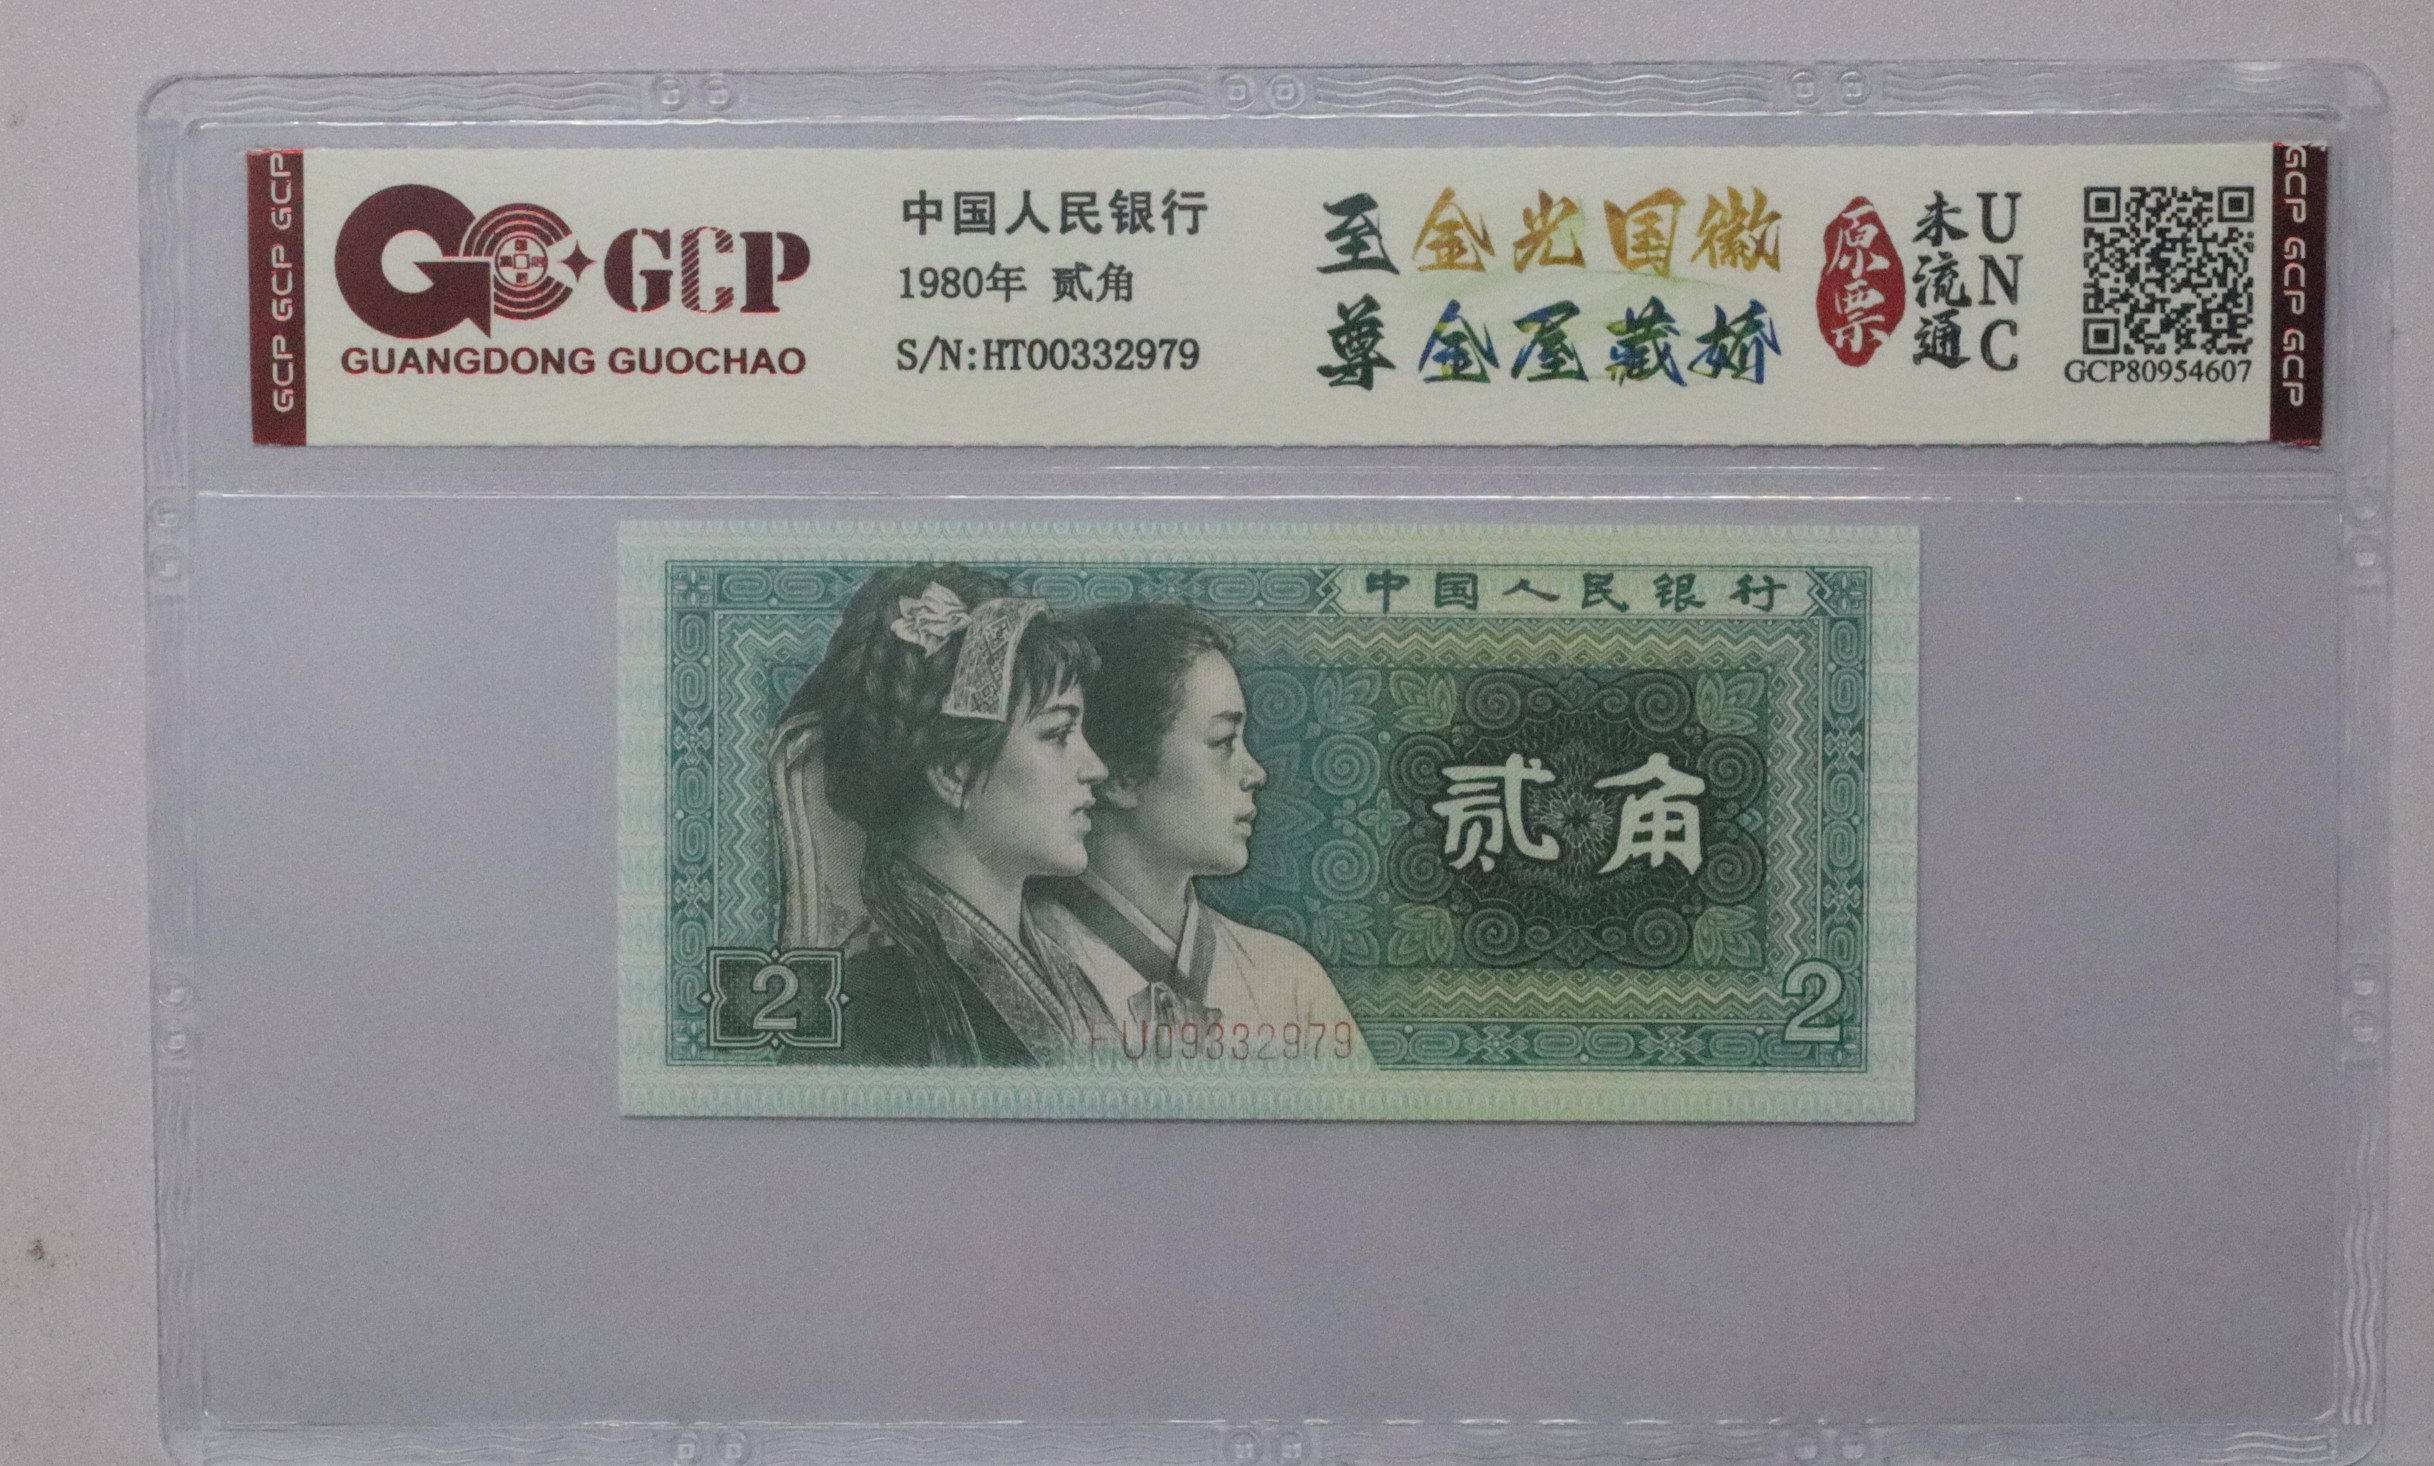 GCP GCP GCP
GCP
GUANGDONG GUOCHAO
中国人民银行
1980年 贰角
S/N:HT00332979
至尊
金光国徽
金屋藏娇
原票
未流通
UNC
GCP80954607
GCP GCP GCP
中国人民银行
贰角
2
2
FU09332979